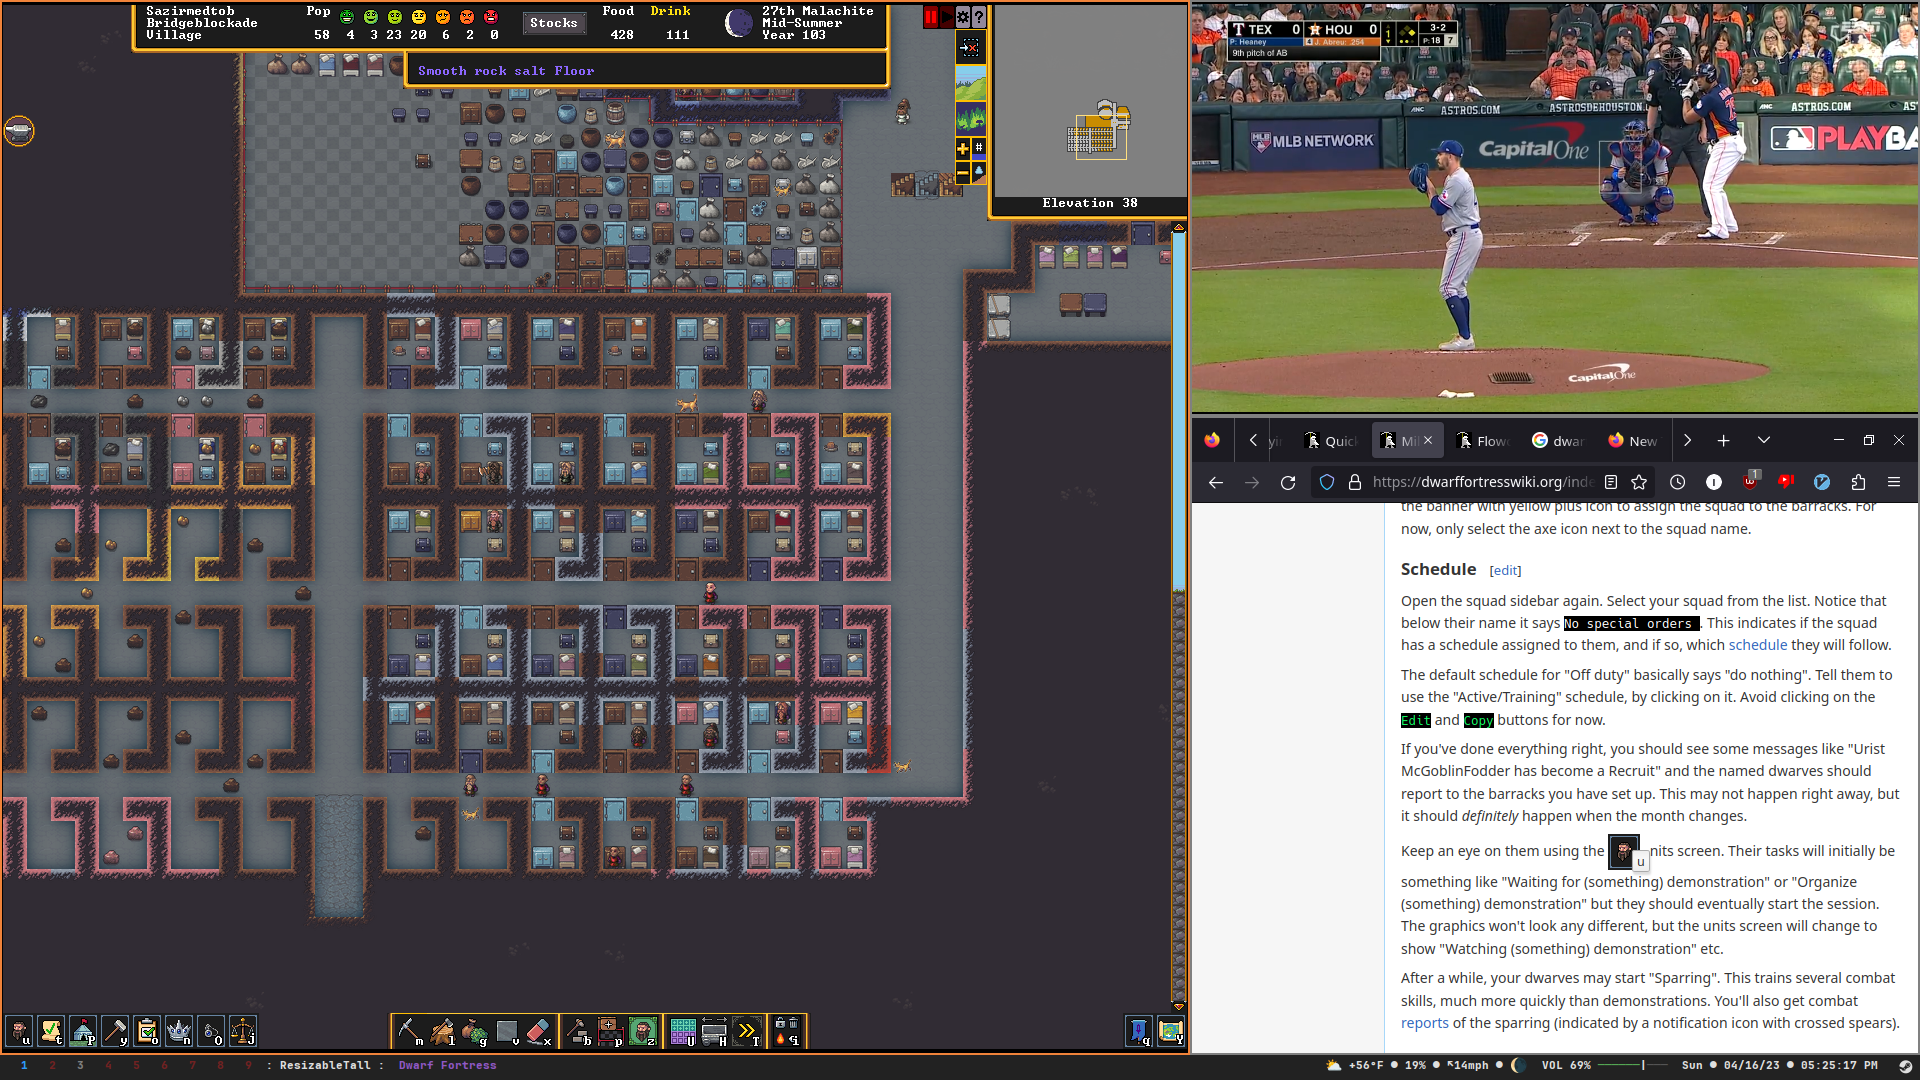 Sazirmedtob
Bridgeblockade
Village
Pop
58 4 3 23 20 6 2 0
Stocks
Food Drink
428 111
27th Malachite
Mid-Summer
Year 103
Smooth rock salt Floor
Elevation 38
TEX 0 HOU 0 1 3-2
P: Heaney 4 J. Abreu: .254 P: 18 7
9th pitch of AB
ASTROS.COM
ASTROSDEHOUSTON
ASTROS.COM
MLB NETWORK
Capital One
PLAYBA
Capital One
Quick
Mi
Flow
dwar
New
https://dwarffortresswiki.org/inde
1
the banner with yellow plus icon to assign the squad to the barracks. For
now, only select the axe icon next to the squad name.
Schedule [edit]
Open the squad sidebar again. Select your squad from the list. Notice that
below their name it says No special orders . This indicates if the squad
has a schedule assigned to them, and if so, which schedule they will follow.
The default schedule for "Off duty" basically says "do nothing". Tell them to
use the "Active/Training" schedule, by clicking on it. Avoid clicking on the
Edit and Copy buttons for now.
If you've done everything right, you should see some messages like "Urist
McGoblinFodder has become a Recruit" and the named dwarves should
report to the barracks you have set up. This may not happen right away, but
it should definitely happen when the month changes.
Keep an eye on them using the u nits screen. Their tasks will initially be
something like "Waiting for (something) demonstration" or "Organize
(something) demonstration" but they should eventually start the session.
The graphics won't look any different, but the units screen will change to
show "Watching (something) demonstration" etc.
After a while, your dwarves may start "Sparring". This trains several combat
skills, much more quickly than demonstrations. You'll also get combat
reports of the sparring (indicated by a notification icon with crossed spears).
u t P y o n O J
m l g v x b p z U H T i
q Y
1 2 3 4 5 6 7 8 9 : ResizableTall : Dwarf Fortress
+56°F ● 19% ● 14mph ● VOL 69% Sun ● 04/16/23 ● 05:25:17 PM